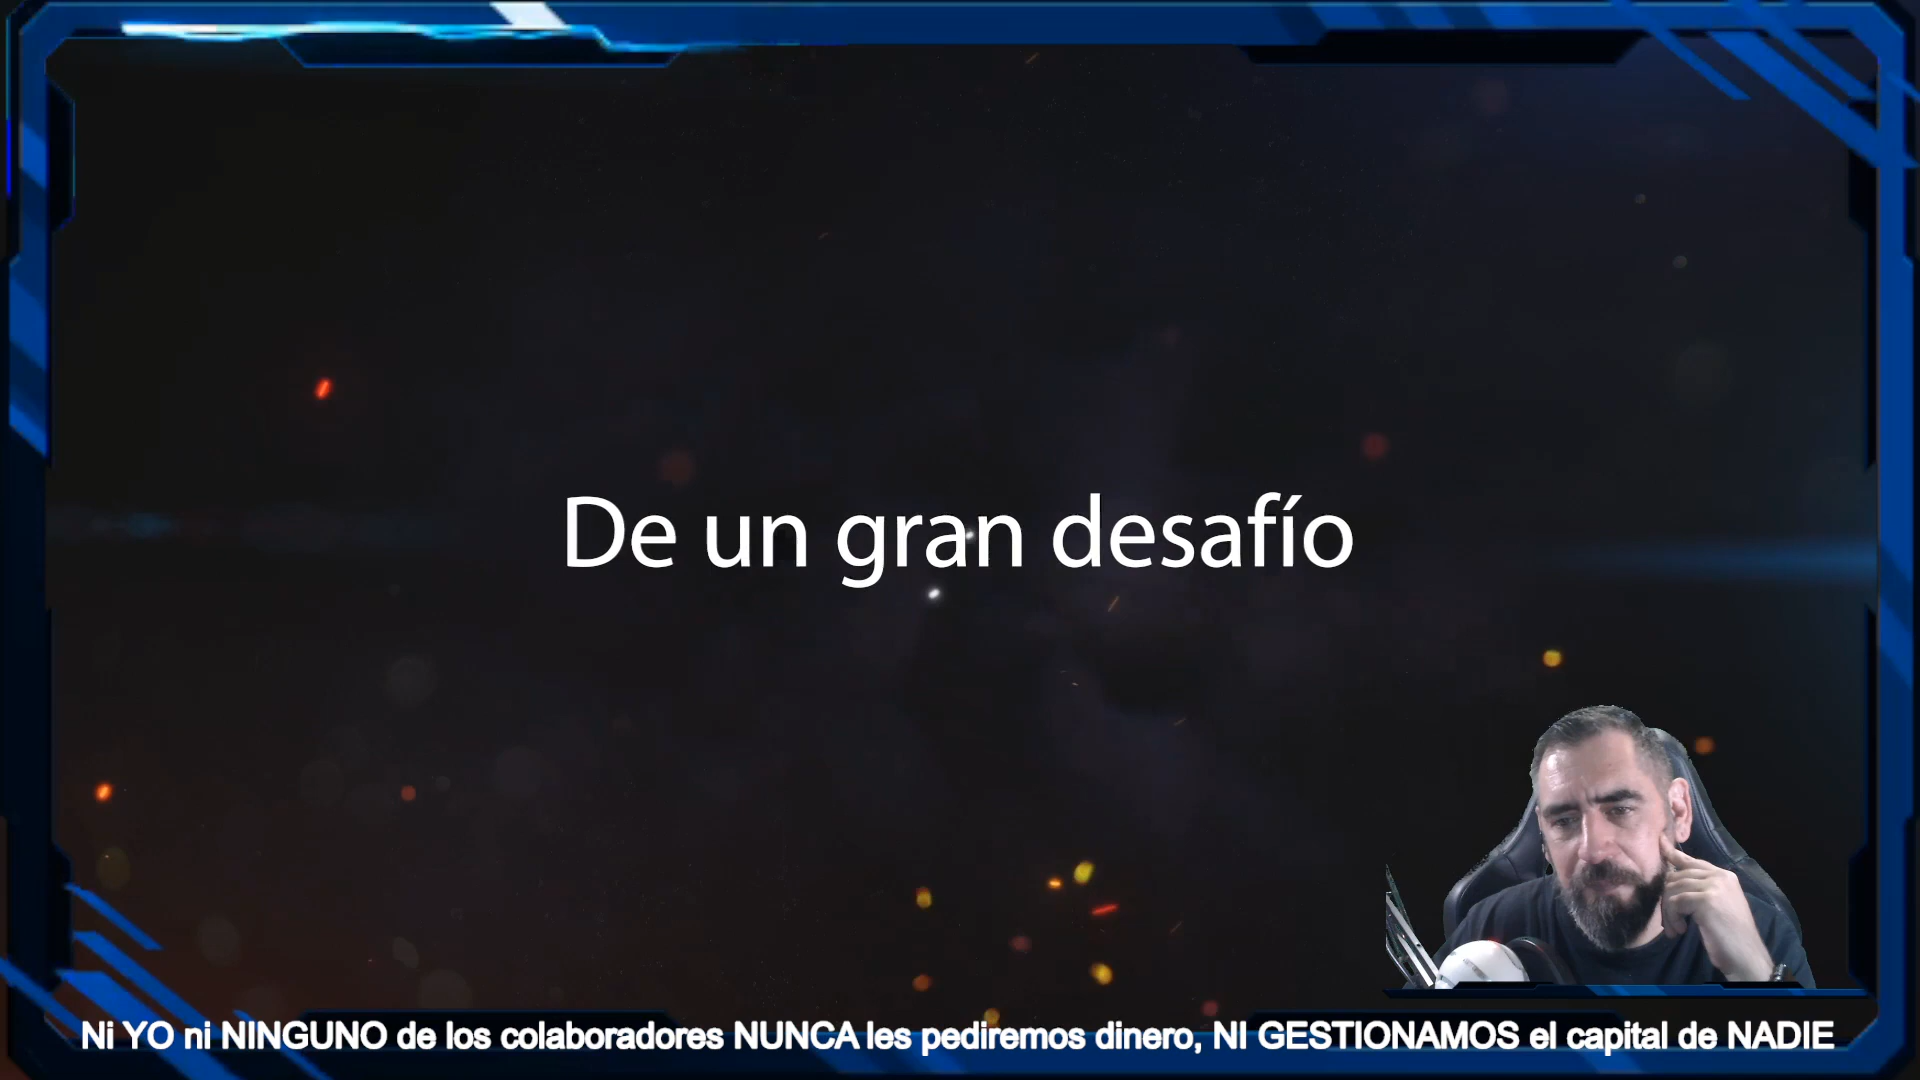 De un gran desafío
Ni YO ni NINGUNO de los colaboradores NUNCA les pediremos dinero, NI GESTIONAMOS el capital de NADIE